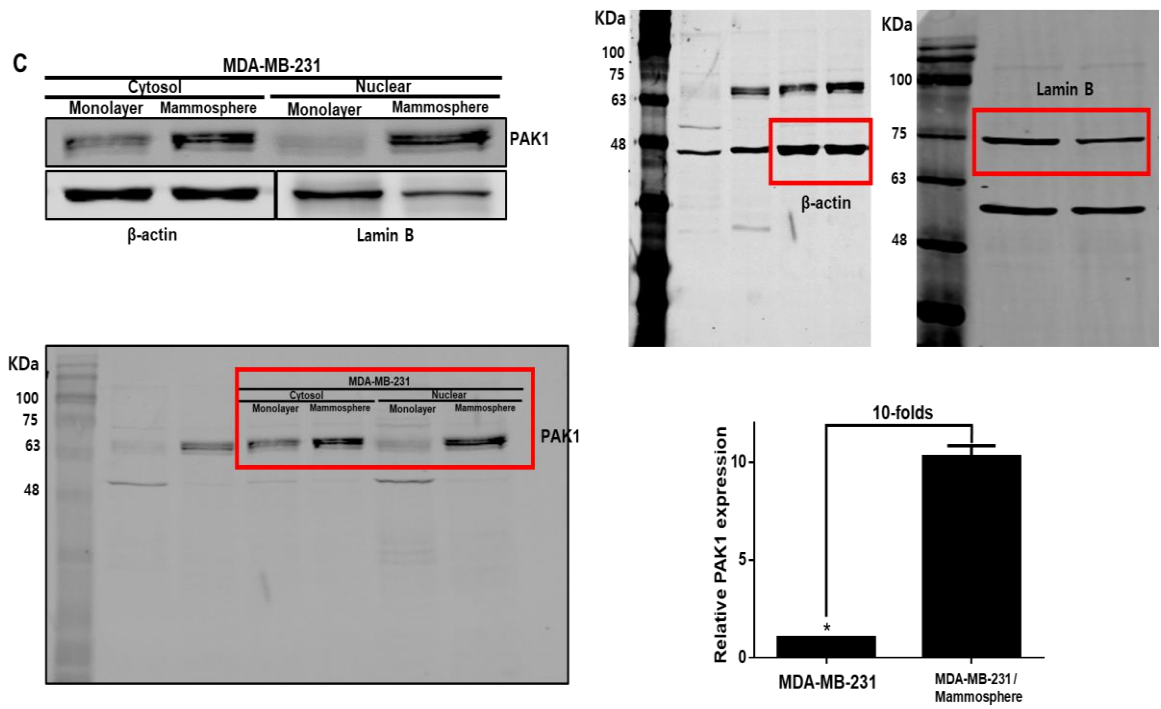 C
MDA-MB-231
Cytosol Nuclear
Monolayer Mammosphere Monolayer Mammosphere
PAK1
β-actin Lamin B
KDa
100
75
63
48
β-actin
KDa
100
75
63
48
Lamin B
KDa
100
75
63
48
MDA-MB-231
Cytosol Nuclear
Monolayer Mammosphere Monolayer Mammosphere
PAK1
10-folds
Relative PAK1 expression
10
5
0
*
MDA-MB-231
MDA-MB-231 /
Mammosphere